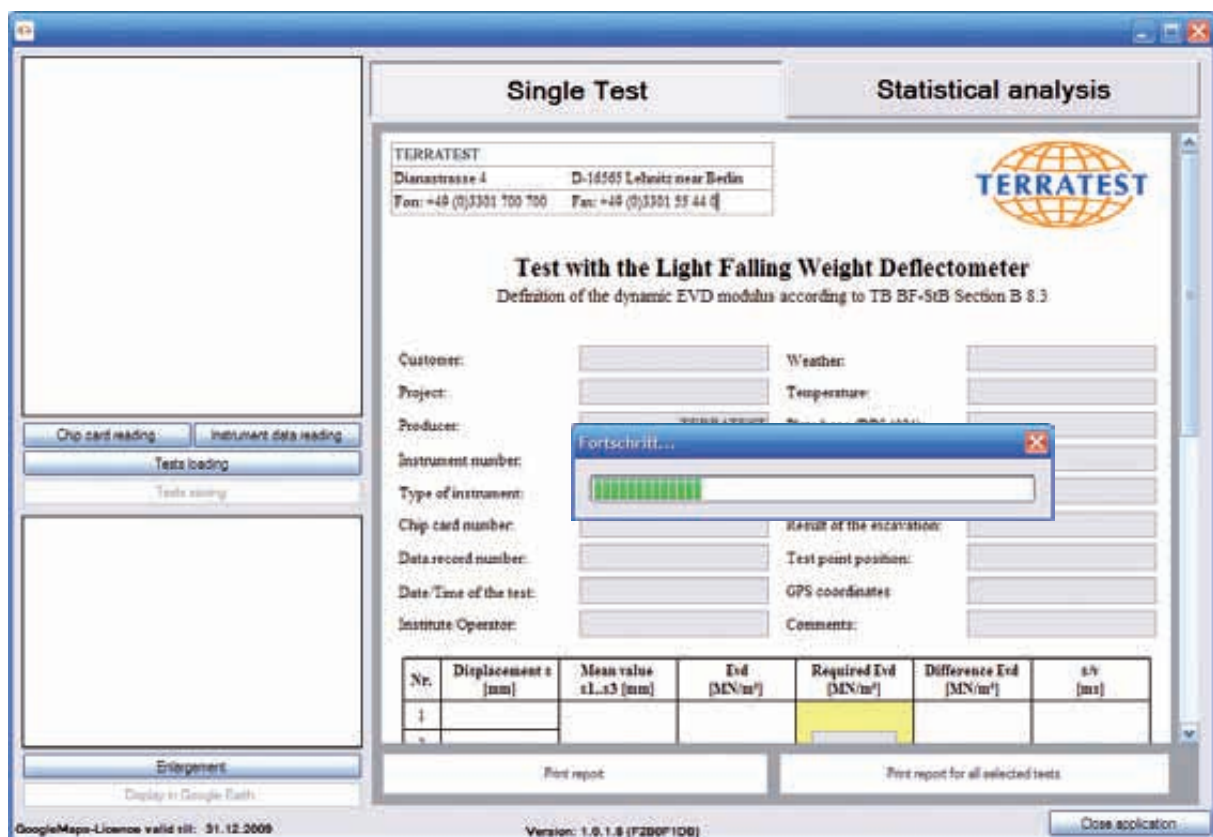 Single Test
Statistical analysis
TERRATEST
Dianastrasse 4 D-16565 Lehnitz near Berlin
Fon: +49 (0)3301 700 700 Fax: +49 (0)3301 55 44 0
TERRATEST
Test with the Light Falling Weight Deflectometer
Definition of the dynamic EVD modulus according to TB BF-StB Section B 8.3
Customer: Weather:
Project: Temperature:
Producer: TERRATEST
Fortschritt...
Instrument number:
Type of instrument:
Chip card number: Result of the excavation:
Data record number: Test point position:
Date/Time of the test: GPS coordinates
Institute Operator: Comments:
Nr. Displacement s [mm] Mean value s1..s3 [mm] Evd [MN/m²] Required Evd [MN/m²] Difference Evd [MN/m²] s/v [ms]
1
Chip card reading Instrument data reading
Tests loading
Tests saving
Enlargement
Display in Google Earth
Print report Print report for all selected tests
GoogleMaps-Licence valid till: 31.12.2009 Version: 1.0.1.8 (F2B0F1DB) Close application